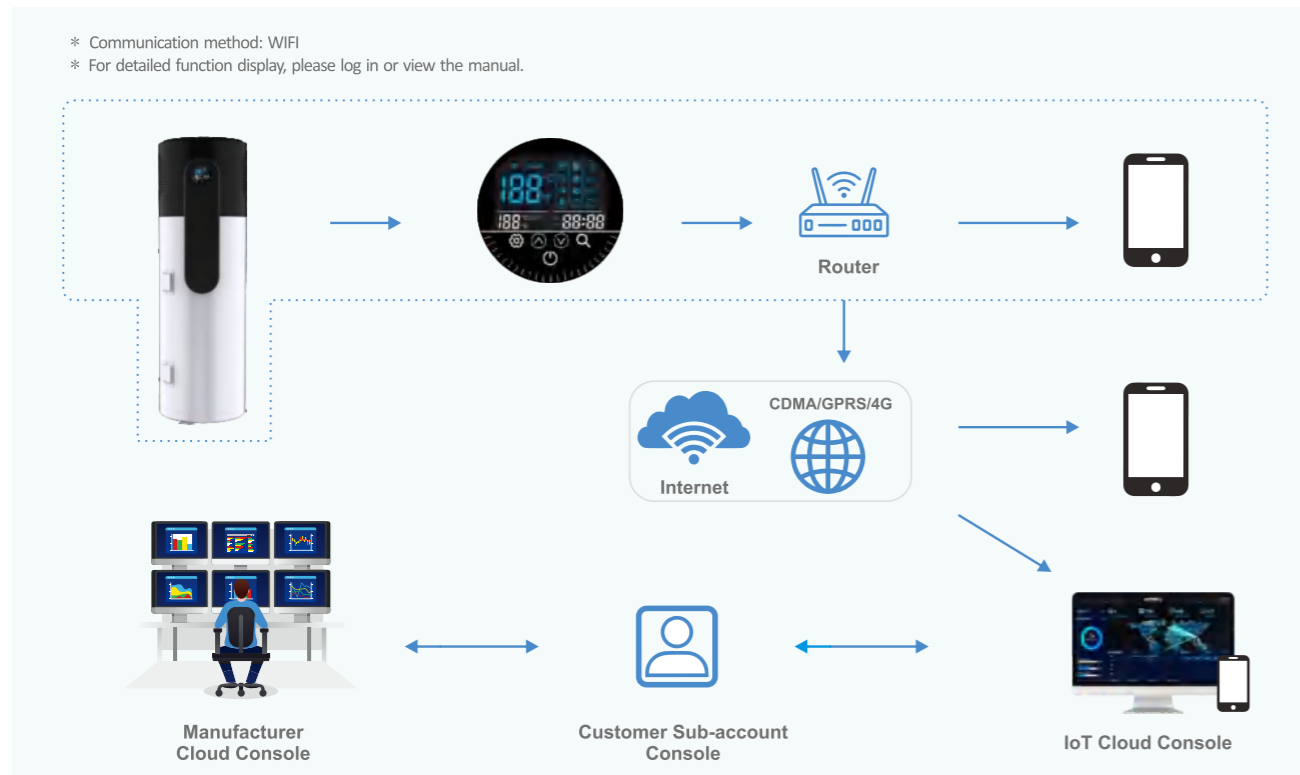 * Communication method: WIFI
* For detailed function display, please log in or view the manual.
188
188
88:88
Router
CDMA/GPRS/4G
Internet
Manufacturer
Cloud Console
Customer Sub-account
Console
IoT Cloud Console